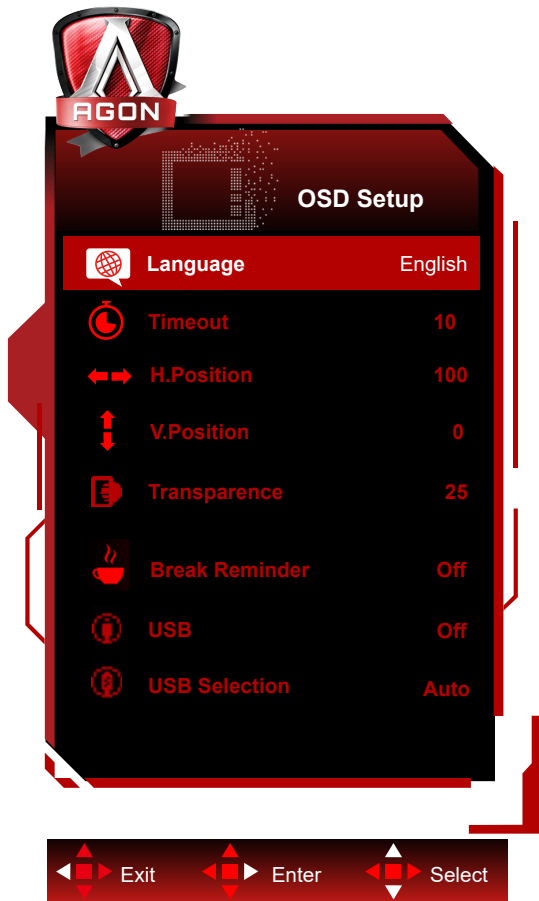 AGON
OSD Setup
Language English
Timeout 10
H.Position 100
V.Position 0
Transparence 25
Break Reminder Off
USB Off
USB Selection Auto
Exit Enter Select